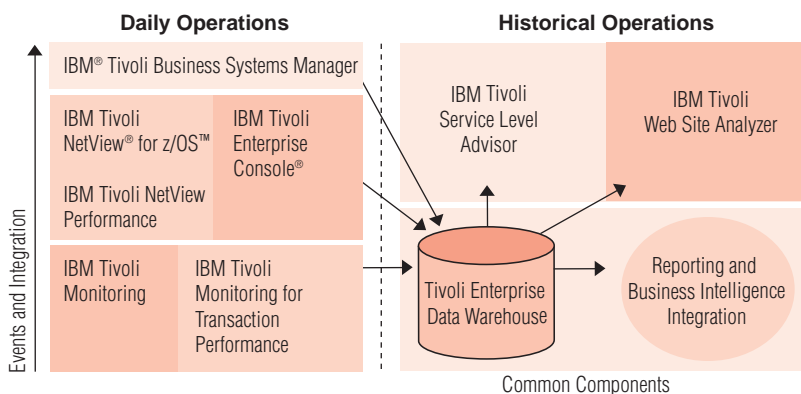 Daily Operations
Historical Operations
IBM® Tivoli Business Systems Manager
IBM Tivoli
NetView® for z/OS™
IBM Tivoli NetView
Performance
IBM Tivoli
Enterprise
Console®
IBM Tivoli
Monitoring
IBM Tivoli
Monitoring for
Transaction
Performance
Events and Integration
IBM Tivoli
Service Level
Advisor
IBM Tivoli
Web Site Analyzer
Tivoli Enterprise
Data Warehouse
Reporting and
Business Intelligence
Integration
Common Components